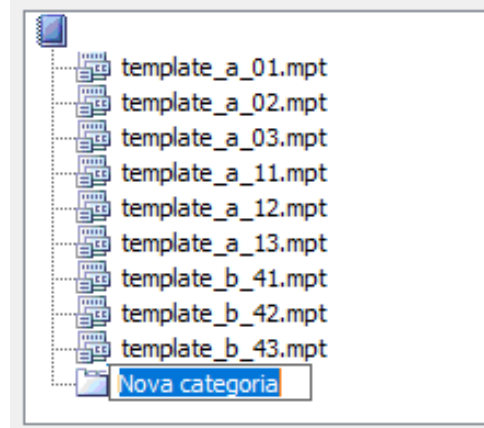 template_a_01.mpt
template_a_02.mpt
template_a_03.mpt
template_a_11.mpt
template_a_12.mpt
template_a_13.mpt
template_b_41.mpt
template_b_42.mpt
template_b_43.mpt
Nova categoria